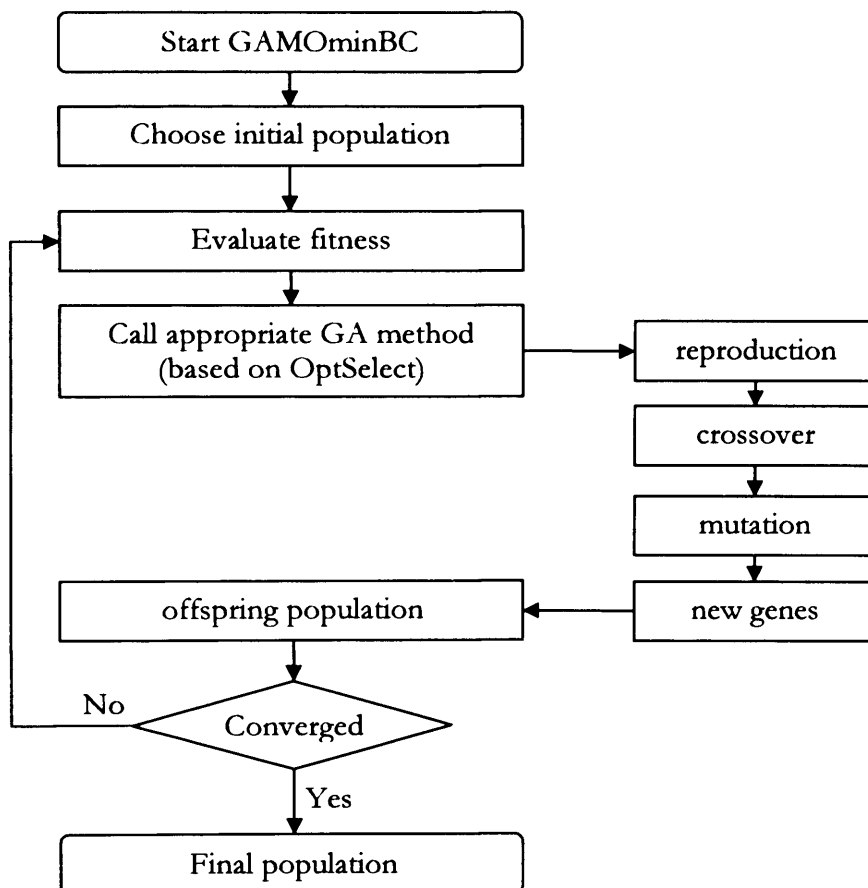 Start GAMOminBC
Choose initial population
Evaluate fitness
Call appropriate GA method
(based on OptSelect)
reproduction
crossover
mutation
new genes
offspring population
Converged
No
Yes
Final population